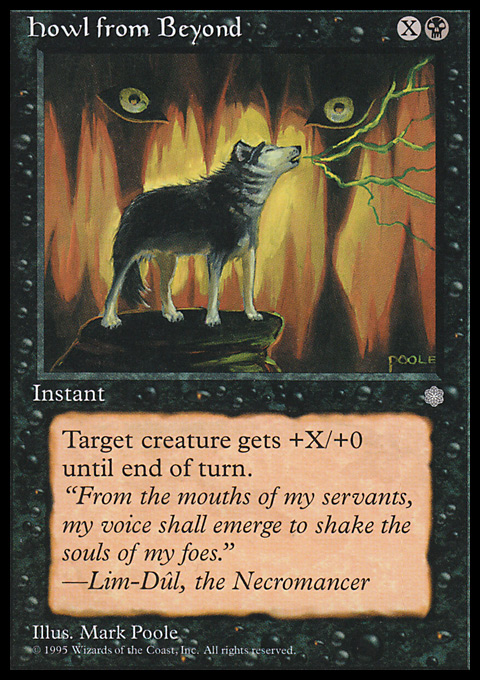 Howl from Beyond
X
POOLE
Instant
Target creature gets +X/+0
until end of turn.
“From the mouths of my servants,
my voice shall emerge to shake the
souls of my foes.”
—Lim-Dûl, the Necromancer
Illus. Mark Poole
© 1995 Wizards of the Coast, Inc. All rights reserved.